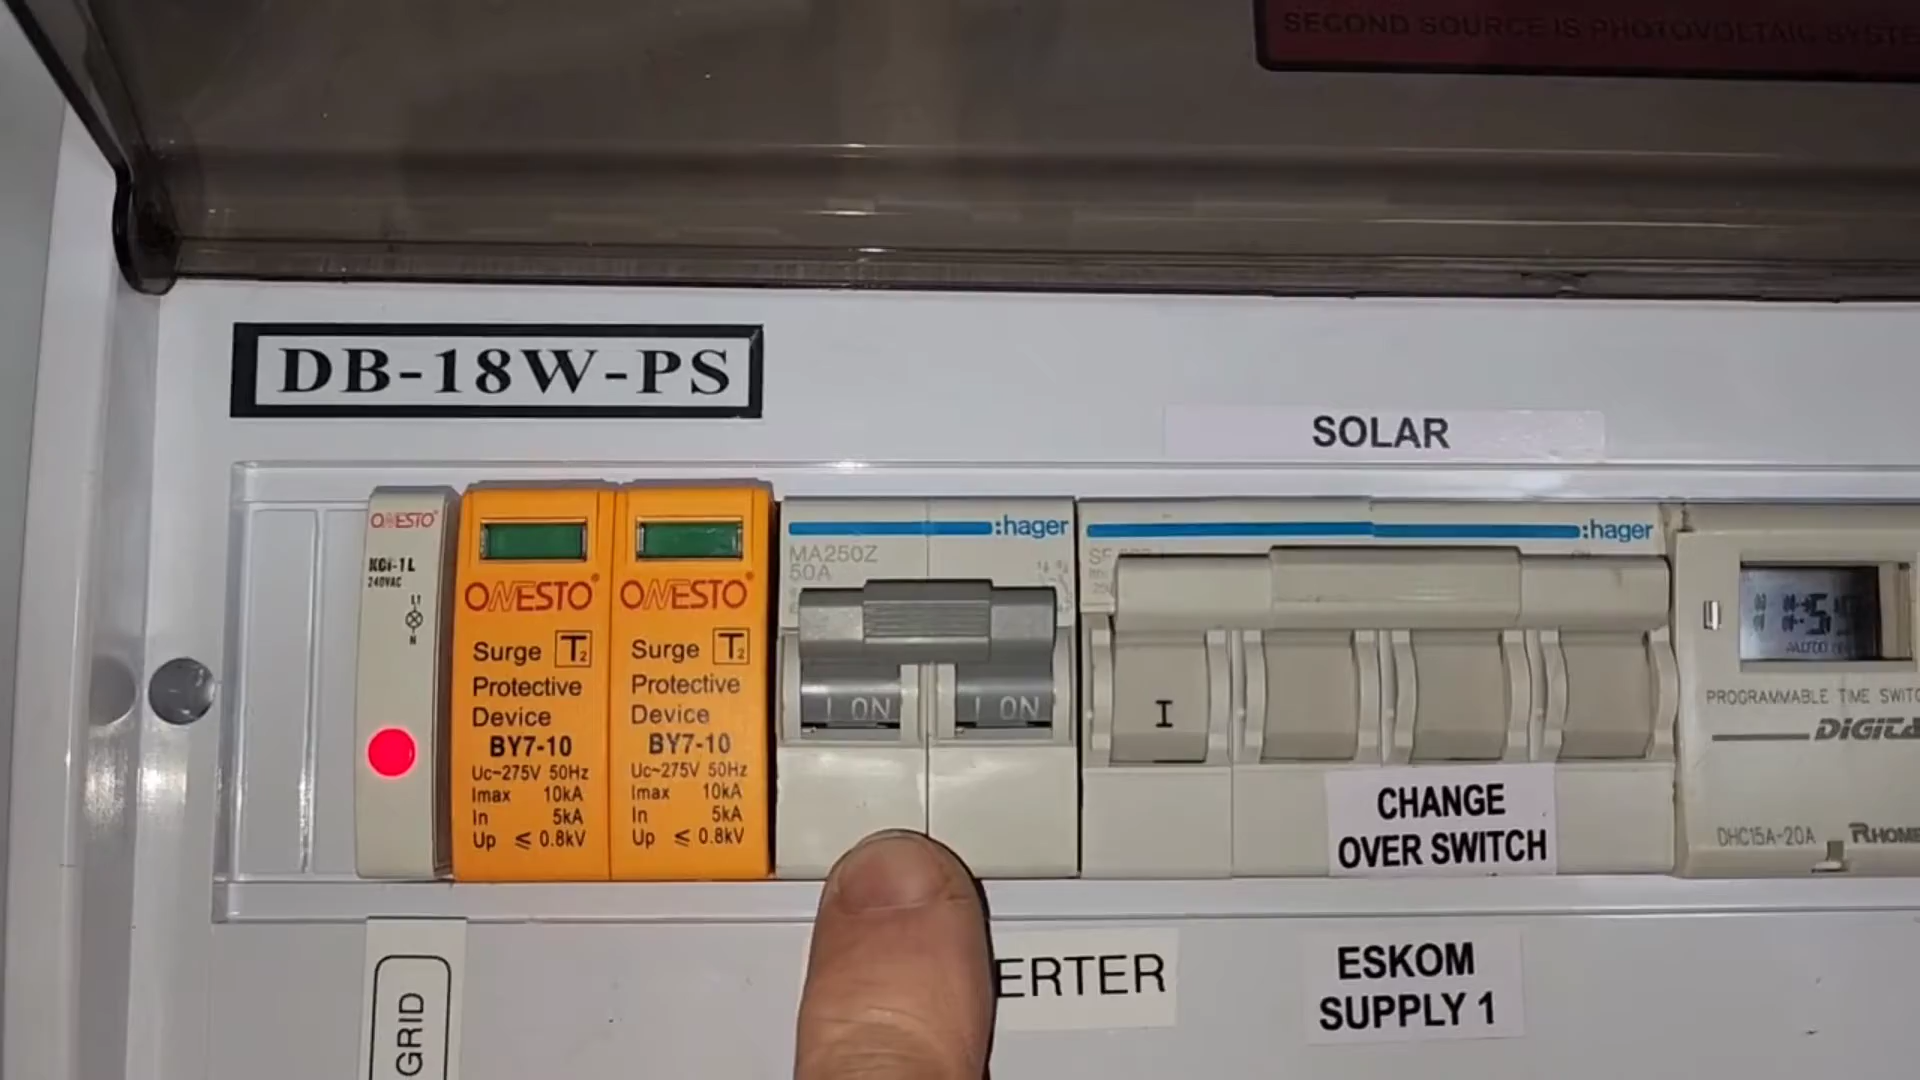 SECOND SOURCE IS PHOTOVOLTAIC SYSTE
DB-18W-PS
SOLAR
ONESTO
KCI-1L
240VAC
L1
N
ONESTO
Surge T2
Protective
Device
BY7-10
Uc~275V 50Hz
Imax 10kA
In 5kA
Up ≤ 0.8kV
ONESTO
Surge T2
Protective
Device
BY7-10
Uc~275V 50Hz
Imax 10kA
In 5kA
Up ≤ 0.8kV
:hager
MA250Z
50A
I ON
I ON
:hager
I
CHANGE
OVER SWITCH
PROGRAMMABLE TIME SWITC
DIGITA
DHC15A-20A RHOME
GRID
ERTER
ESKOM
SUPPLY 1